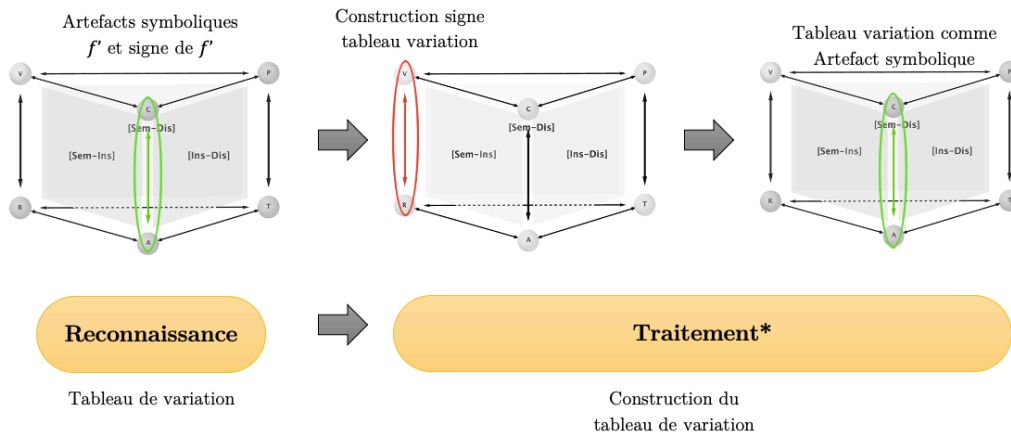 Artefacts symboliques
f' et signe de f'
Construction signe
tableau variation
Tableau variation comme
Artefact symbolique
V
P
C
[Sem-Dis]
[Sem-Ins]
[Ins-Dis]
R
T
A
V
P
C
[Sem-Dis]
[Sem-Ins]
[Ins-Dis]
R
T
A
V
P
C
[Sem-Dis]
[Sem-Ins]
[Ins-Dis]
R
T
A
Reconnaissance
Traitement*
Tableau de variation
Construction du
tableau de variation